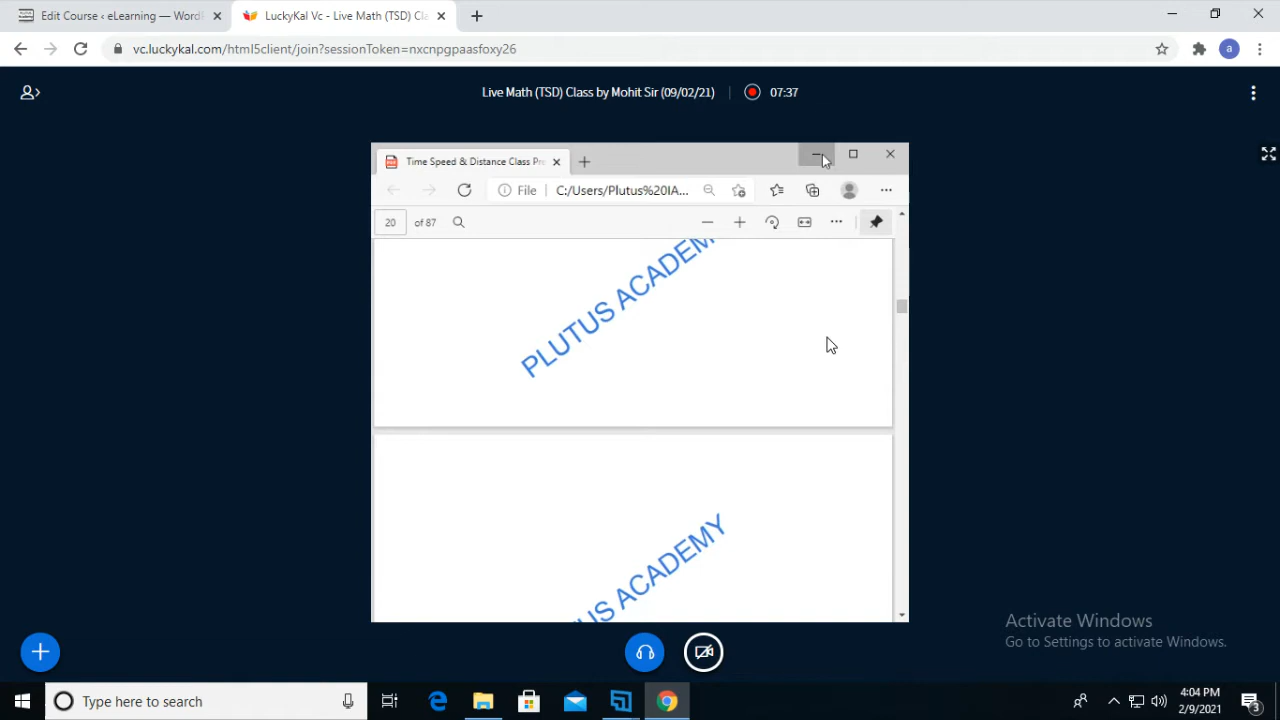 Edit Course ‹ eLearning — Word
LuckyKal Vc - Live Math (TSD) Cla
vc.luckykal.com/html5client/join?sessionToken=nxcnpgpaasfoxy26
a
Live Math (TSD) Class by Mohit Sir (09/02/21)
07:37
Time Speed & Distance Class Pr
File
C:/Users/Plutus%20IA...
20
of 87
PLUTUS ACADEM
US ACADEMY
Activate Windows
Go to Settings to activate Windows.
Type here to search
4:04 PM
2/9/2021
3